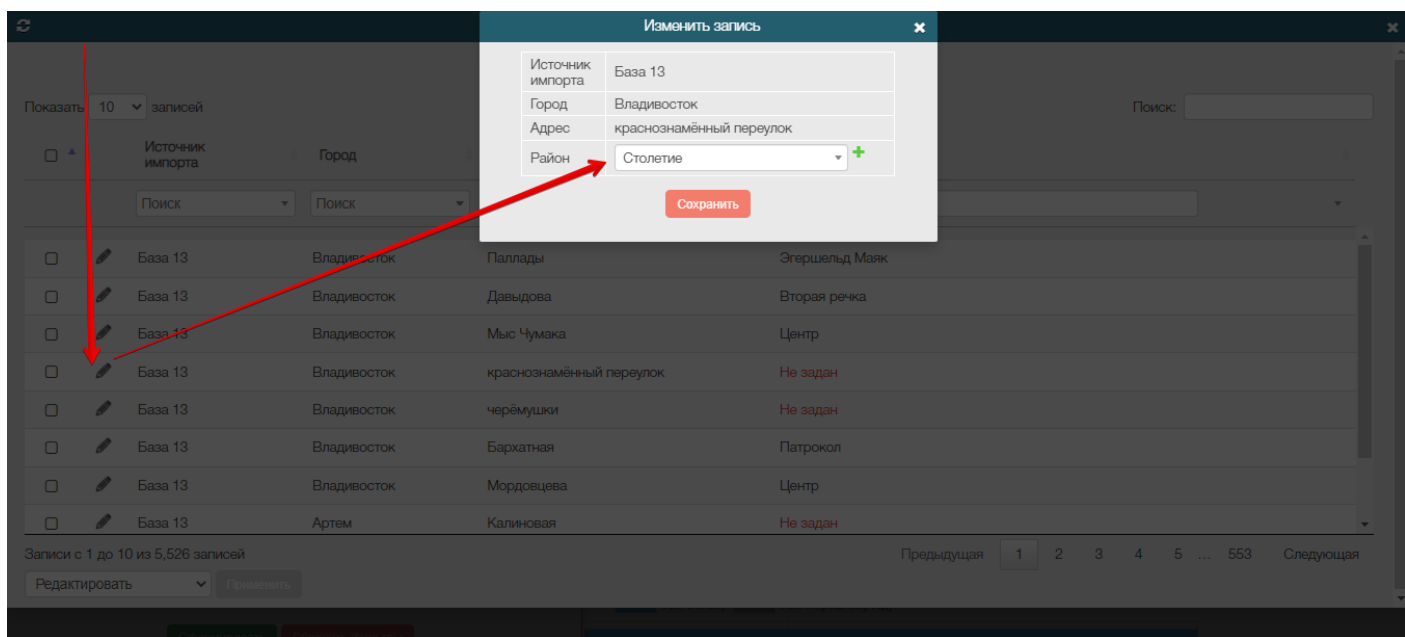 Изменить запись
Источник импорта База 13
Город Владивосток
Адрес краснознамённый переулок
Район Столетие
Сохранить
Показать 10 записей
Поиск:
Источник импорта
Город
Поиск Поиск
База 13 Владивосток Паллады Эгершельд Маяк
База 13 Владивосток Давыдова Вторая речка
База 13 Владивосток Мыс Чумака Центр
База 13 Владивосток краснознамённый переулок Не задан
База 13 Владивосток черёмушки Не задан
База 13 Владивосток Бархатная Патрокол
База 13 Владивосток Мордовцева Центр
База 13 Артем Калиновая Не задан
Записи с 1 до 10 из 5,526 записей
Предыдущая 1 2 3 4 5 ... 553 Следующая
Редактировать Применить